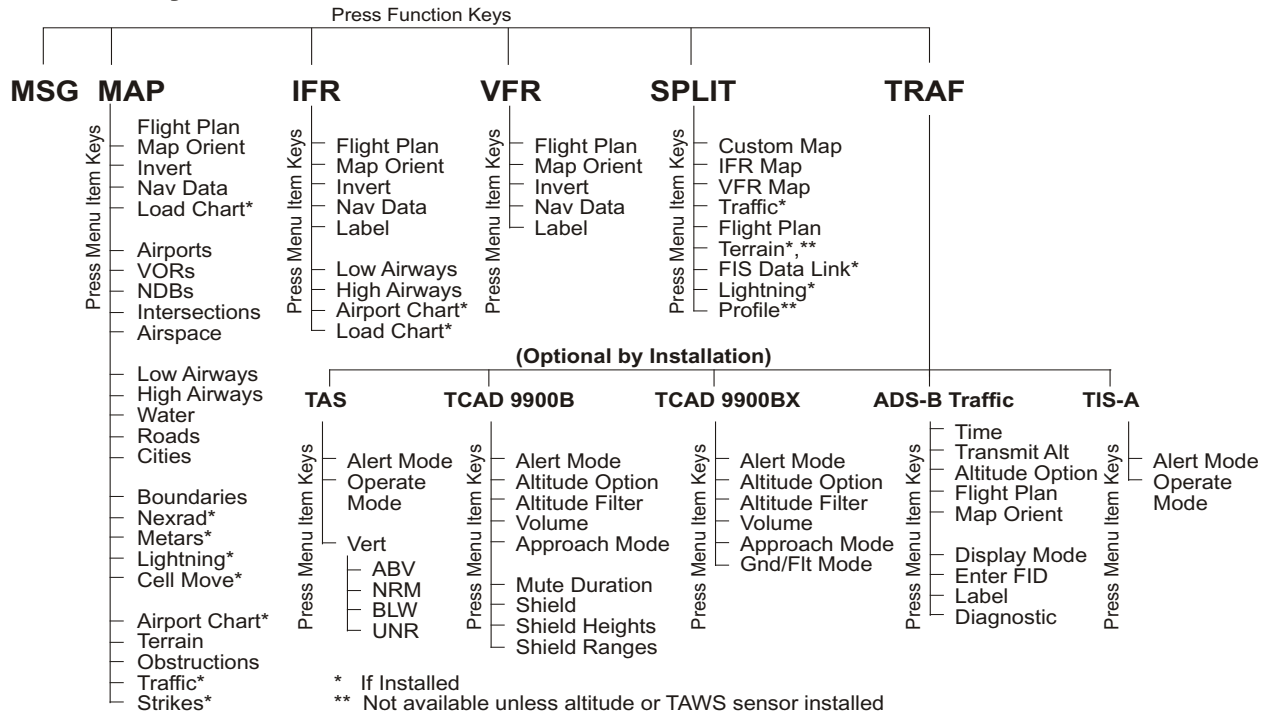 Press Function Keys
MSG
MAP
Press Menu Item Keys
Flight Plan
Map Orient
Invert
Nav Data
Load Chart*
Airports
VORs
NDBs
Intersections
Airspace
Low Airways
High Airways
Water
Roads
Cities
Boundaries
Nexrad*
Metars*
Lightning*
Cell Move*
Airport Chart*
Terrain
Obstructions
Traffic*
Strikes*
IFR
Press Menu Item Keys
Flight Plan
Map Orient
Invert
Nav Data
Label
Low Airways
High Airways
Airport Chart*
Load Chart*
VFR
Press Menu Item Keys
Flight Plan
Map Orient
Invert
Nav Data
Label
SPLIT
Press Menu Item Keys
Custom Map
IFR Map
VFR Map
Traffic*
Flight Plan
Terrain*,**
FIS Data Link*
Lightning*
Profile**
TRAF
(Optional by Installation)
TAS
Press Menu Item Keys
Alert Mode
Operate
Mode
Vert
ABV
NRM
BLW
UNR
TCAD 9900B
Press Menu Item Keys
Alert Mode
Altitude Option
Altitude Filter
Volume
Approach Mode
Mute Duration
Shield
Shield Heights
Shield Ranges
TCAD 9900BX
Press Menu Item Keys
Alert Mode
Altitude Option
Altitude Filter
Volume
Approach Mode
Gnd/Flt Mode
ADS-B Traffic
Press Menu Item Keys
Time
Transmit Alt
Altitude Option
Flight Plan
Map Orient
Display Mode
Enter FID
Label
Diagnostic
TIS-A
Press Menu Item Keys
Alert Mode
Operate
Mode
* If Installed
** Not available unless altitude or TAWS sensor installed